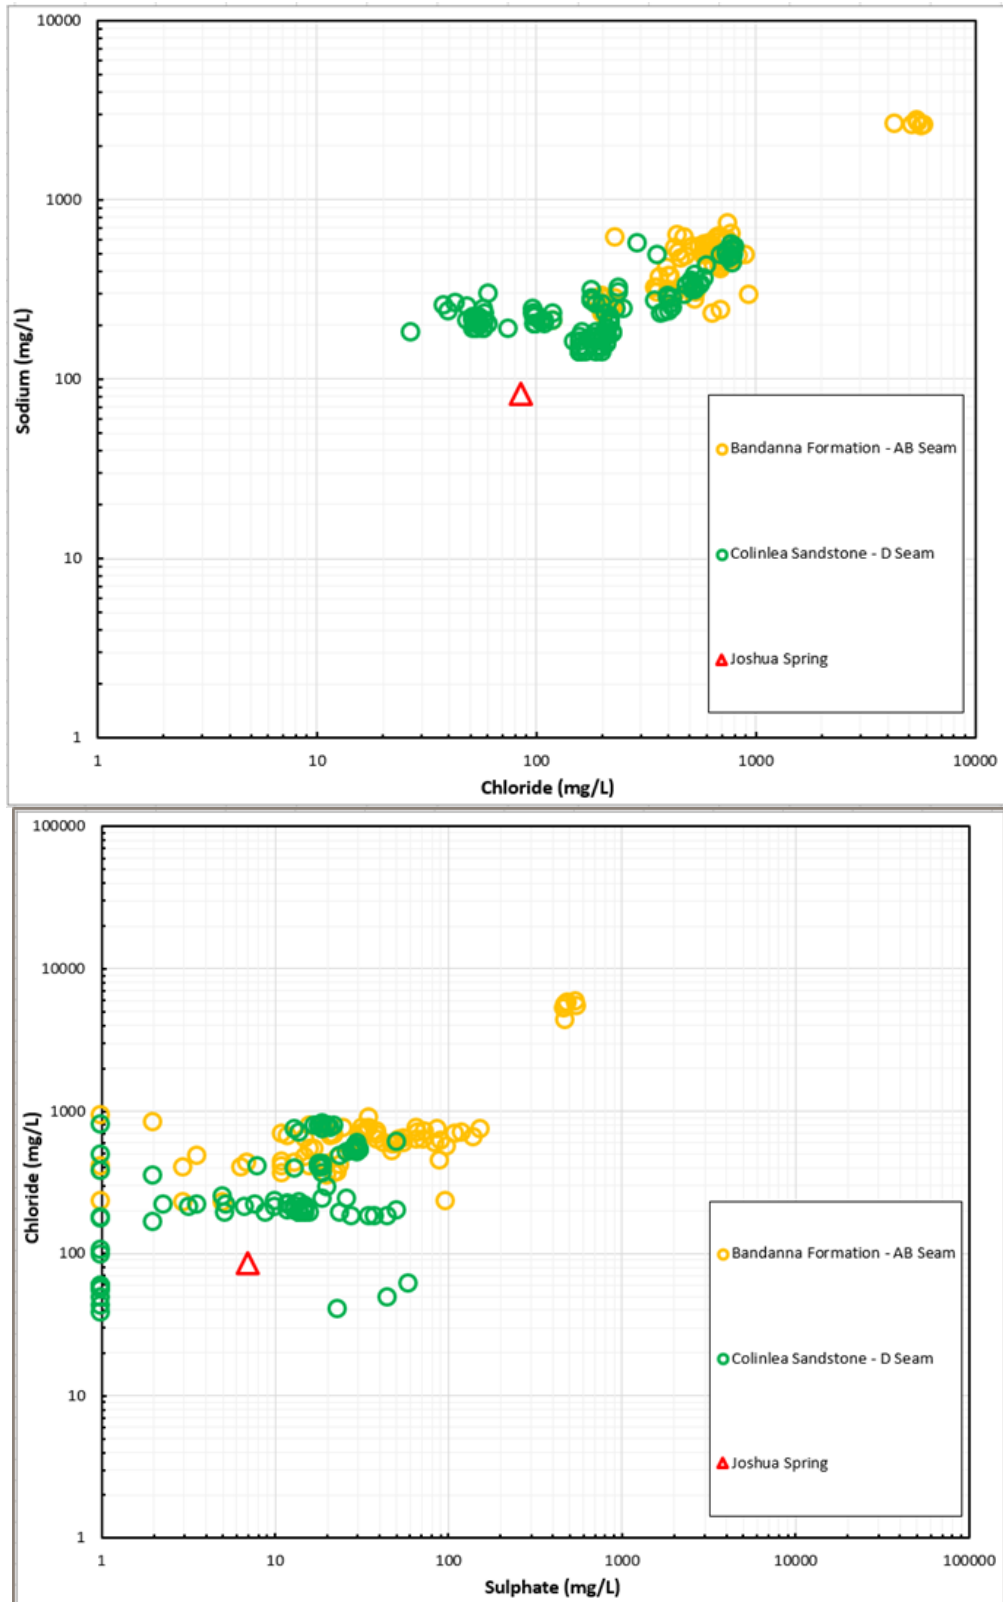 10000
1000
100
10
1
Sodium (mg/L)
1
10
100
1000
10000
Chloride (mg/L)
Bandanna Formation - AB Seam
Colinlea Sandstone - D Seam
Joshua Spring
100000
10000
1000
100
10
1
Chloride (mg/L)
1
10
100
1000
10000
100000
Sulphate (mg/L)
Bandanna Formation - AB Seam
Colinlea Sandstone - D Seam
Joshua Spring